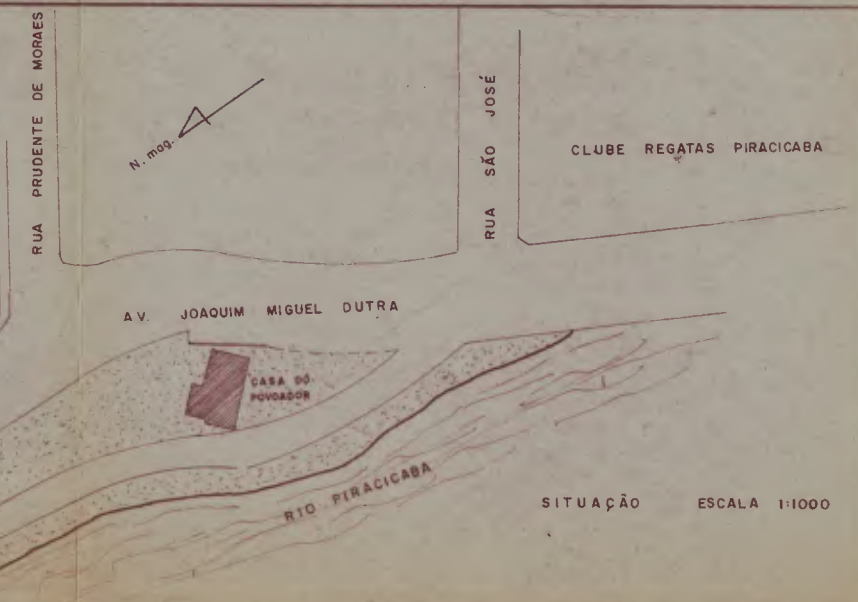 RUA PRUDENTE DE MORAES
N. mag.
RUA SÃO JOSÉ
CLUBE REGATAS PIRACICABA
AV. JOAQUIM MIGUEL DUTRA
CASA DO
POVOADOR
RIO PIRACICABA
SITUAÇÃO ESCALA 1:1000